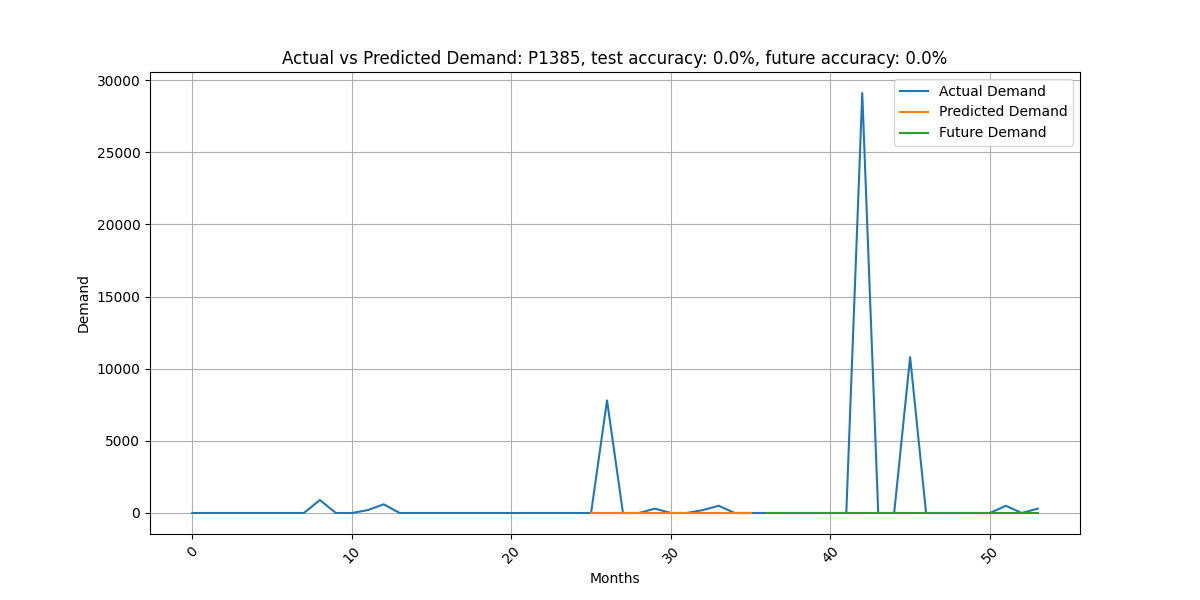 Actual vs Predicted Demand: P1385, test accuracy: 0.0%, future accuracy: 0.0%
30000
25000
20000
15000
10000
5000
0
Demand
Actual Demand
Predicted Demand
Future Demand
0 10 20 30 40 50
Months